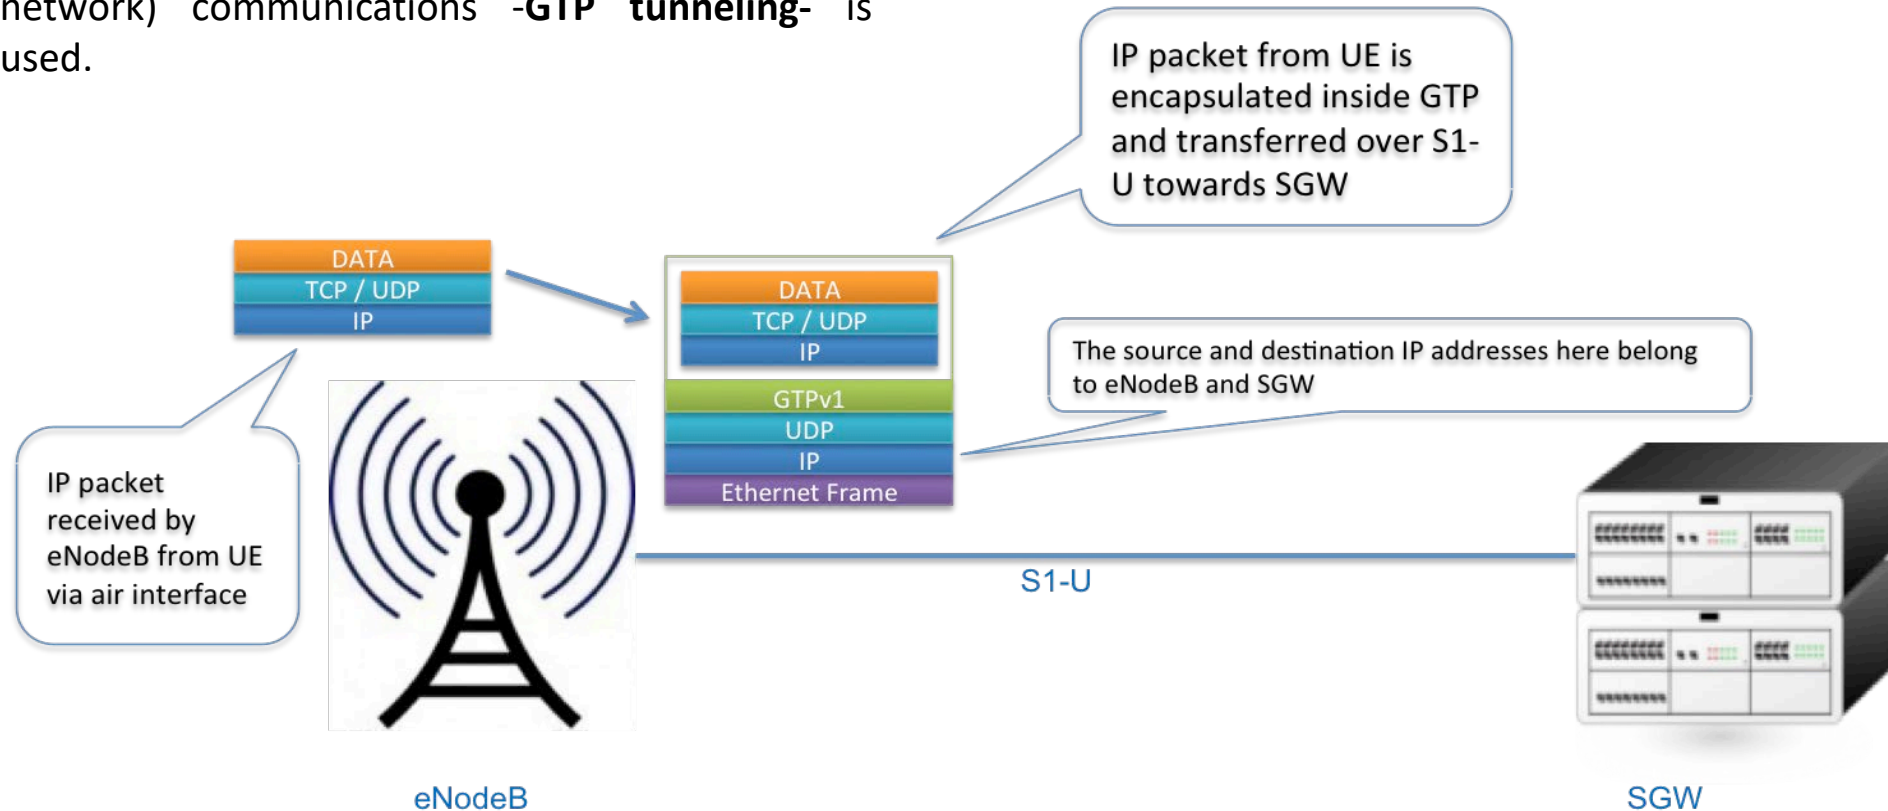 network) communications -GTP tunneling- is
used.
IP packet from UE is
encapsulated inside GTP
and transferred over S1-
U towards SGW
DATA
TCP / UDP
IP
DATA
TCP / UDP
IP
GTPv1
UDP
IP
Ethernet Frame
The source and destination IP addresses here belong
to eNodeB and SGW
IP packet
received by
eNodeB from UE
via air interface
S1-U
eNodeB
SGW